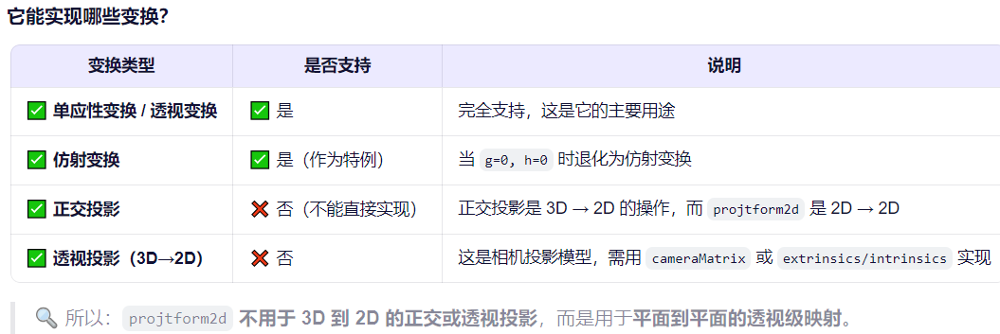 它能实现哪些变换？
变换类型 是否支持 说明
✅ 单应性变换 / 透视变换 ✅ 是 完全支持，这是它的主要用途
✅ 仿射变换 ✅ 是（作为特例） 当 g=0, h=0 时退化为仿射变换
✅ 正交投影 ❌ 否（不能直接实现） 正交投影是 3D → 2D 的操作，而 projtform2d 是 2D → 2D
✅ 透视投影（3D→2D） ❌ 否 这是相机投影模型，需用 cameraMatrix 或 extrinsics/intrinsics 实现
🔍 所以：projtform2d 不用于 3D 到 2D 的正交或透视投影，而是用于平面到平面的透视级映射。